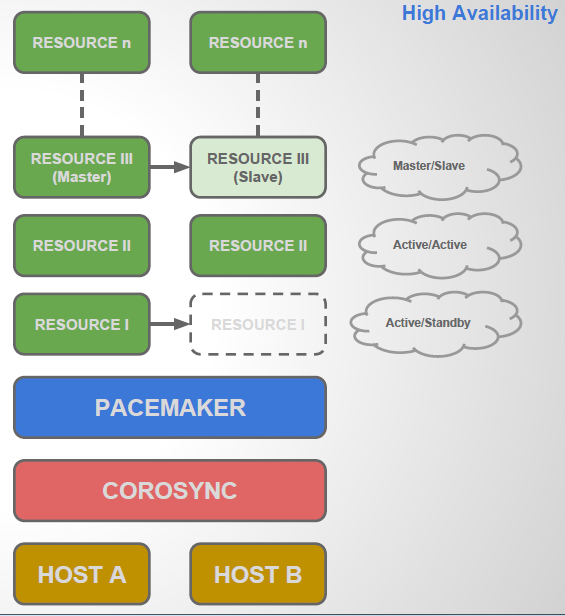 High Availability
RESOURCE n
RESOURCE n
RESOURCE III
(Master)
RESOURCE III
(Slave)
Master/Slave
RESOURCE II
RESOURCE II
Active/Active
RESOURCE I
RESOURCE I
Active/Standby
PACEMAKER
COROSYNC
HOST A
HOST B